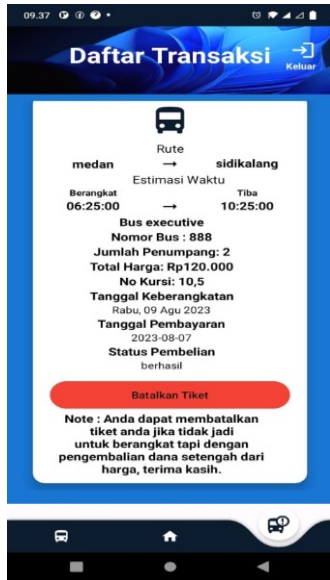 09.37
Daftar Transaksi
Keluar
Rute
medan → sidikalang
Estimasi Waktu
Berangkat Tiba
06:25:00 → 10:25:00
Bus executive
Nomor Bus : 888
Jumlah Penumpang: 2
Total Harga: Rp120.000
No Kursi: 10,5
Tanggal Keberangkatan
Rabu, 09 Agu 2023
Tanggal Pembayaran
2023-08-07
Status Pembelian
berhasil
Batalkan Tiket
Note : Anda dapat membatalkan
tiket anda jika tidak jadi
untuk berangkat tapi dengan
pengembalian dana setengah dari
harga, terima kasih.